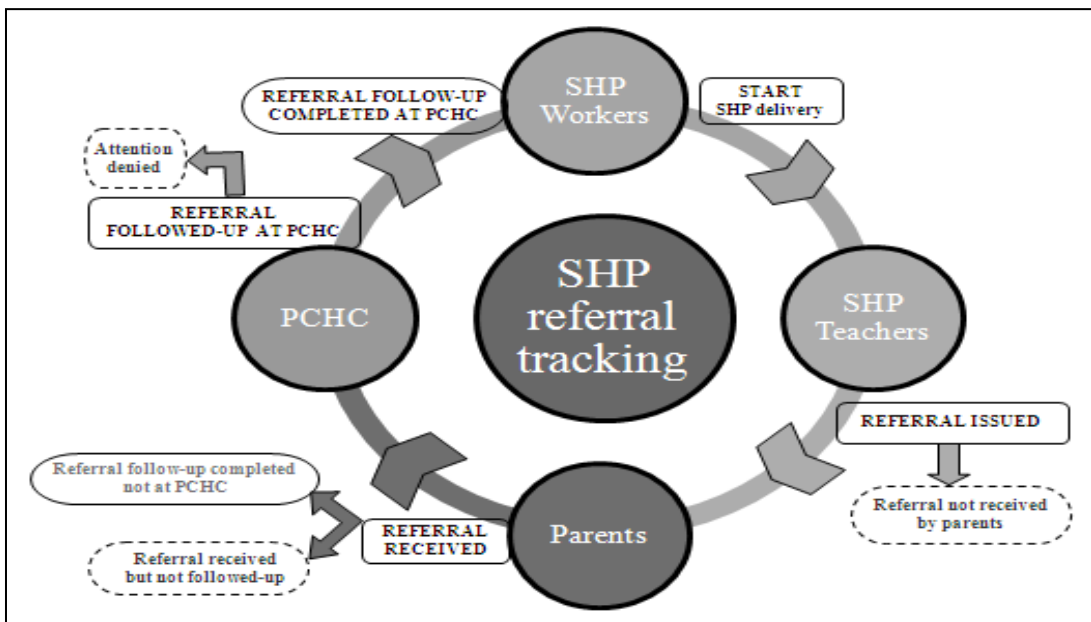 SHP
Workers
START
SHP delivery
REFERRAL FOLLOW-UP
COMPLETED AT PCHC
Attention
denied
REFERRAL
FOLLOWED-UP AT PCHC
SHP
referral
tracking
PCHC
SHP
Teachers
REFERRAL ISSUED
Referral not received
by parents
Parents
REFERRAL
RECEIVED
Referral follow-up completed
not at PCHC
Referral received
but not followed-up